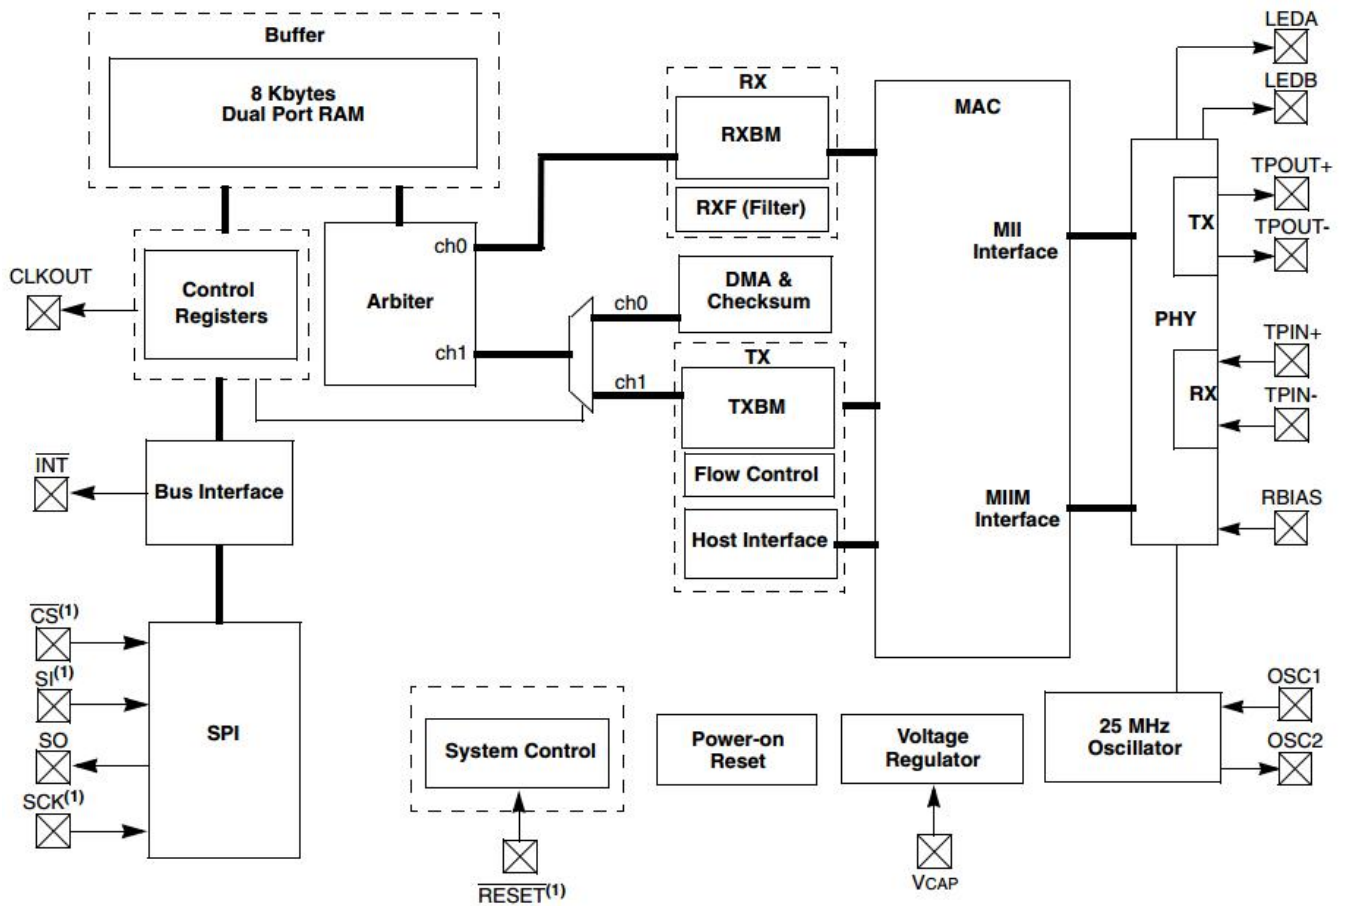 LEDA
Buffer
8 Kbytes
Dual Port RAM
RX
RXBM
RXF (Filter)
MAC
LEDB
TPOUT+
TX
TPOUT-
MII
Interface
PHY
CLKOUT
Control
Registers
ch0
Arbiter
ch1
ch0
DMA &
Checksum
TX
ch1
TXBM
TPIN+
RX
TPIN-
INT
Bus Interface
Flow Control
Host Interface
MIIM
Interface
RBIAS
CS(1)
SI(1)
SO
SCK(1)
SPI
System Control
RESET(1)
Power-on
Reset
Voltage
Regulator
VCAP
25 MHz
Oscillator
OSC1
OSC2